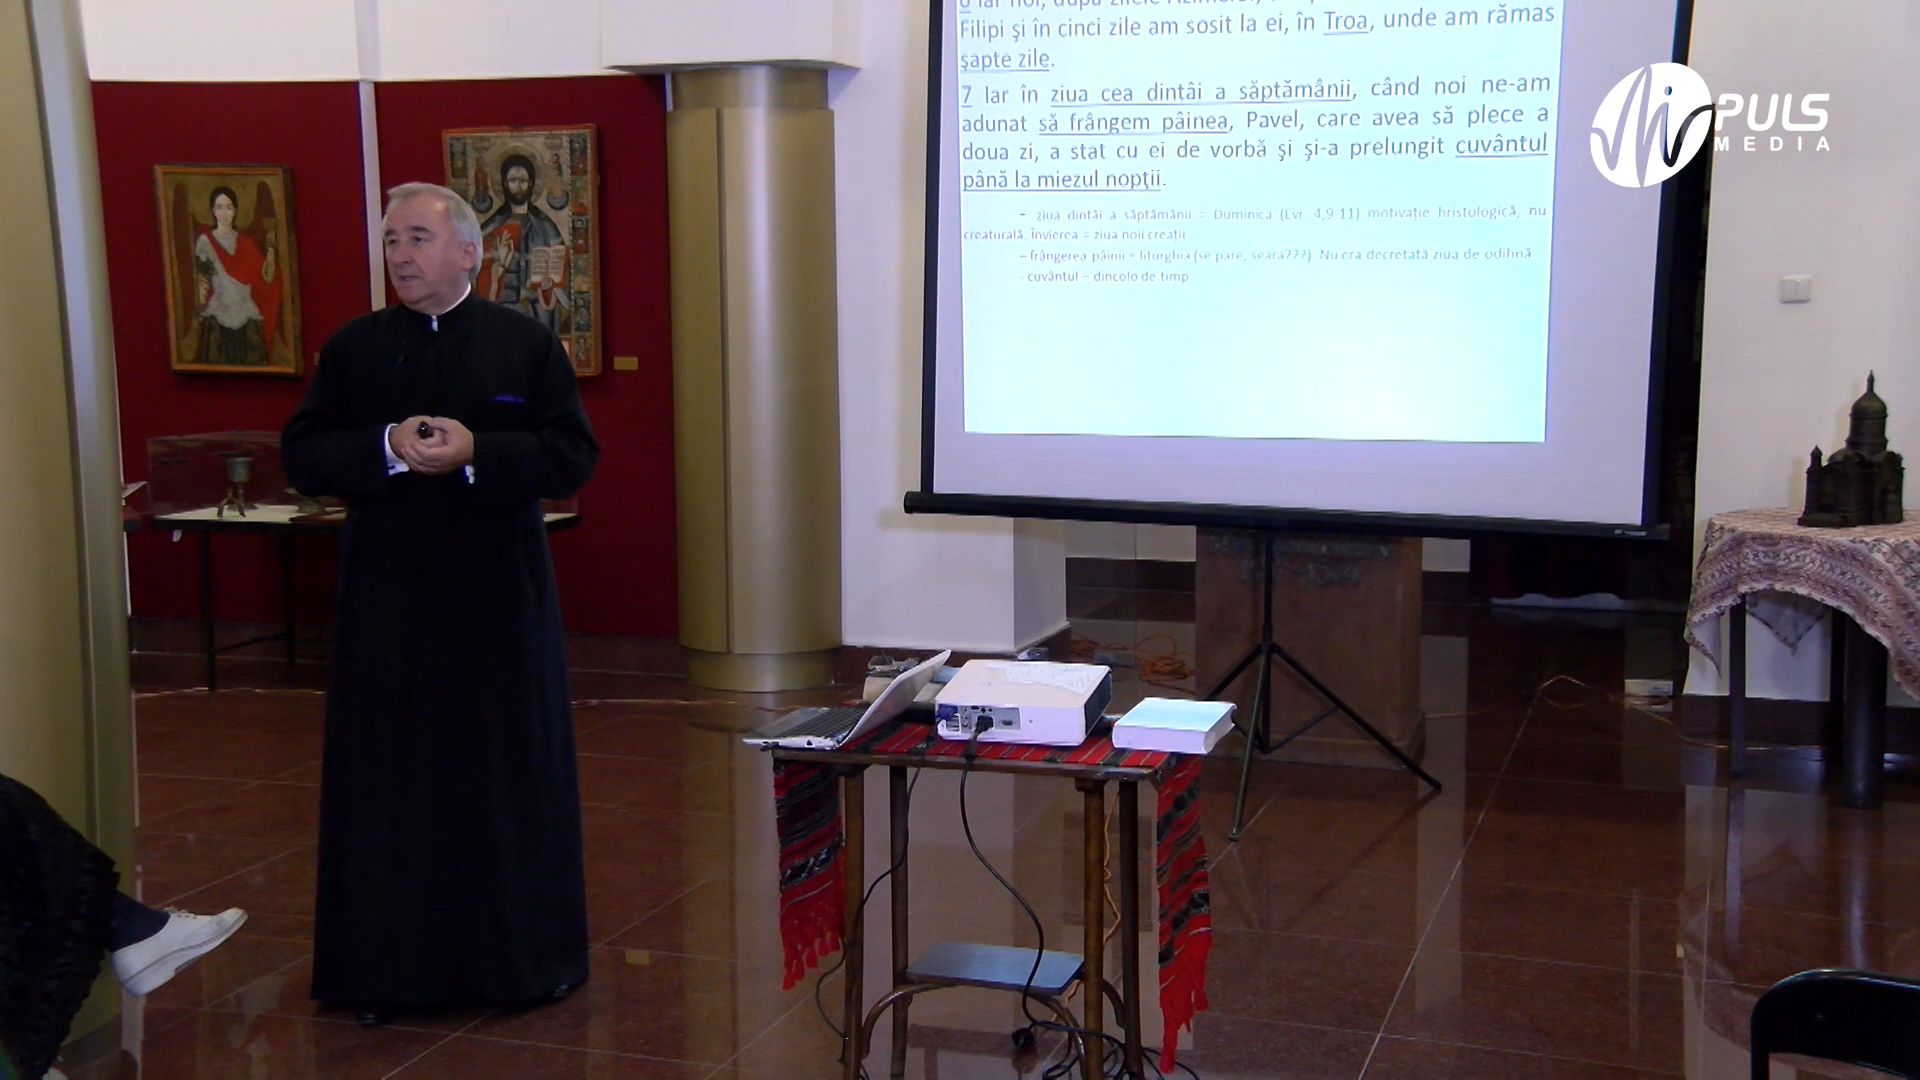 Filipi şi în cinci zile am sosit la ei, în Troa, unde am rămas
şapte zile.
7 Iar în ziua cea dintâi a săptămânii, când noi ne-am
adunat să frângem pâinea, Pavel, care avea să plece a
doua zi, a stat cu ei de vorbă şi şi-a prelungit cuvântul
până la miezul nopţii.
- ziua dintâi a săptămânii = Duminica (Evr. 4,9-11) motivație hristologică, nu
creaturală. Învierea = ziua noii creații
– frângerea pâinii = liturghia (se pare, seara???). Nu era decretată ziua de odihnă
- cuvântul – dincolo de timp
PULS
MEDIA